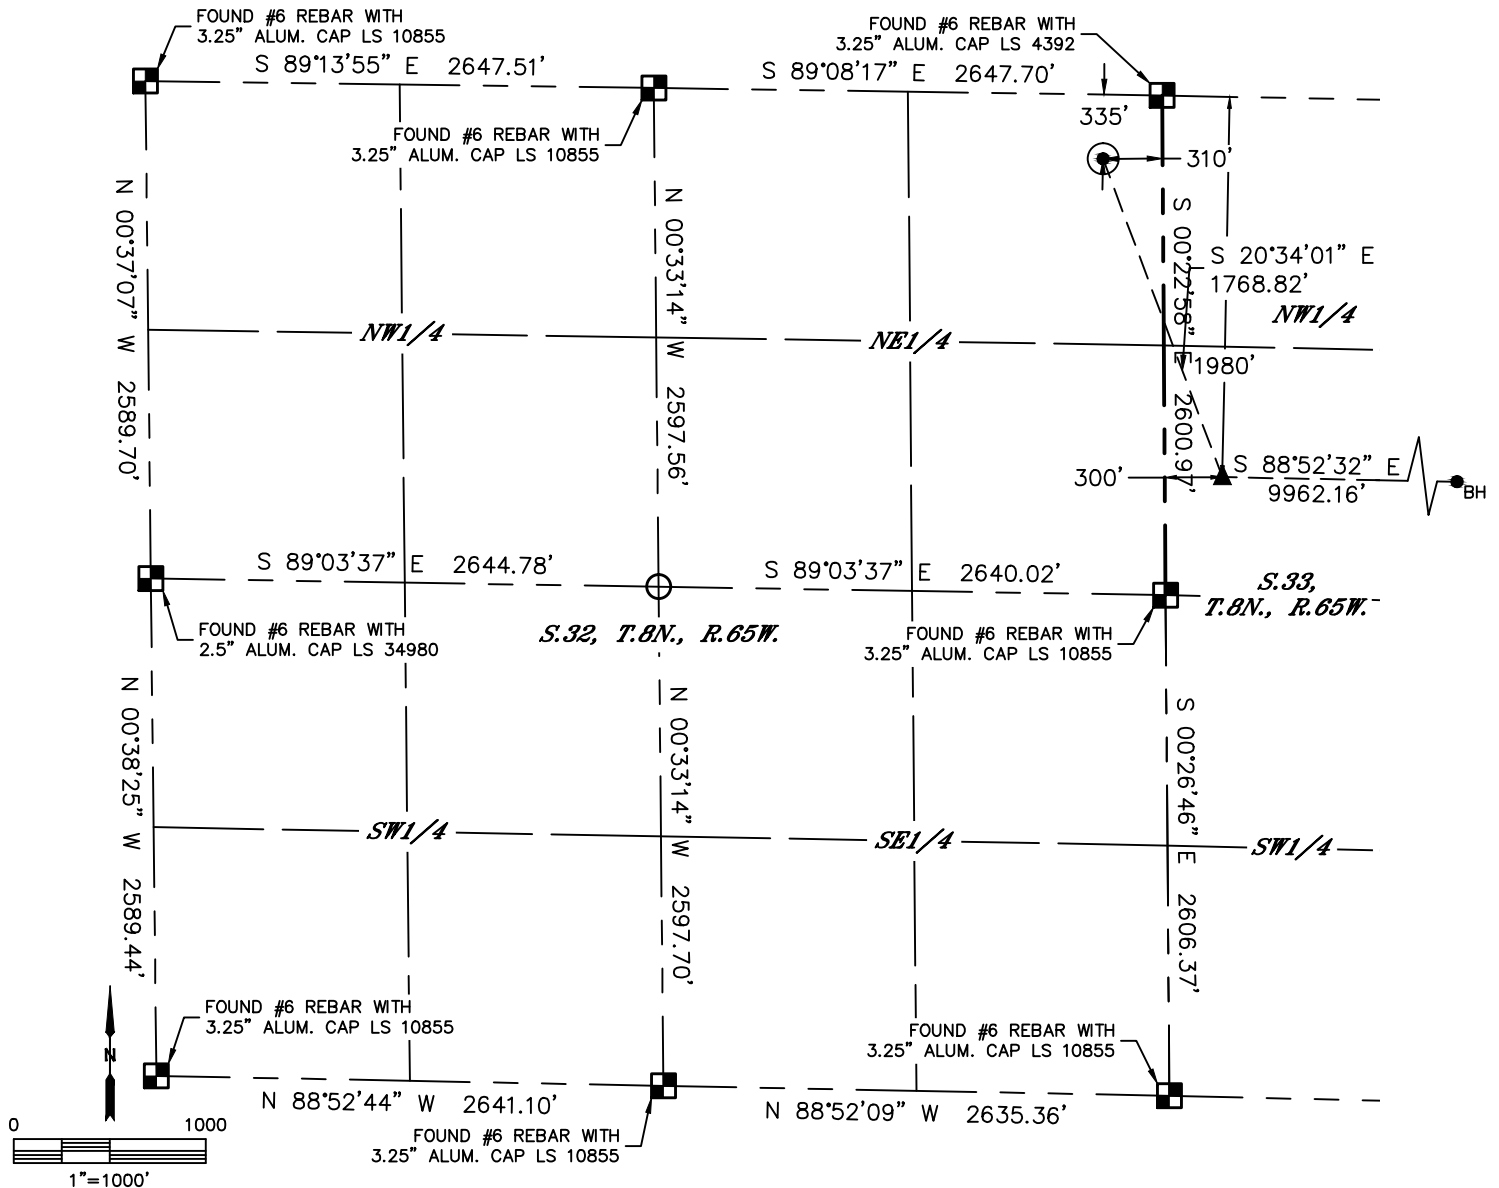 FOUND #6 REBAR WITH
3.25" ALUM. CAP LS 10855
S 89°13'55" E 2647.51'
FOUND #6 REBAR WITH
3.25" ALUM. CAP LS 4392
S 89°08'17" E 2647.70'
335'
FOUND #6 REBAR WITH
3.25" ALUM. CAP LS 10855
310'
N 00°37'07" W 2589.70'
N 00°33'14" W 2597.56'
S 00°22'58" E 2600.97'
S 20°34'01" E
1768.82'
NW1/4
NE1/4
NW1/4
1980'
300'
S 88°52'32" E
9962.16'
BH
S 89°03'37" E 2644.78'
S 89°03'37" E 2640.02'
S.33,
T.8N., R.65W.
FOUND #6 REBAR WITH
2.5" ALUM. CAP LS 34980
S.32, T.8N., R.65W.
FOUND #6 REBAR WITH
3.25" ALUM. CAP LS 10855
N 00°38'25" W 2589.44'
N 00°33'14" W 2597.70'
S 00°26'46" E 2606.37'
SW1/4
SE1/4
SW1/4
FOUND #6 REBAR WITH
3.25" ALUM. CAP LS 10855
FOUND #6 REBAR WITH
3.25" ALUM. CAP LS 10855
N
N 88°52'44" W 2641.10'
N 88°52'09" W 2635.36'
FOUND #6 REBAR WITH
3.25" ALUM. CAP LS 10855
0 1000
1"=1000'